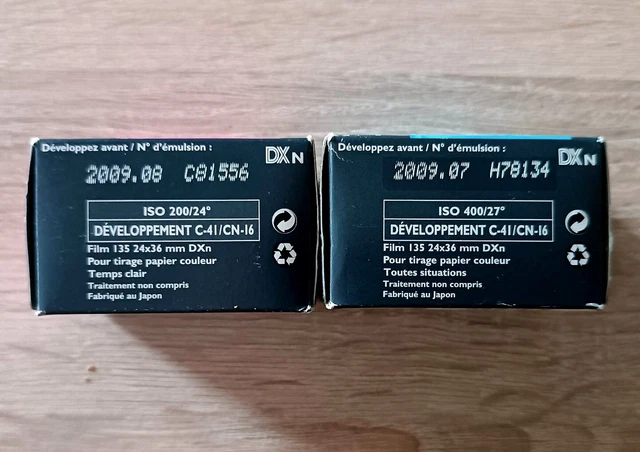 Développez avant / N° d'émulsion :
DX N
2009.08 C81556
ISO 200/24°
DÉVELOPPEMENT C-41/CN-16
Film 135 24x36 mm DXn
Pour tirage papier couleur
Temps clair
Traitement non compris
Fabriqué au Japon
Développez avant / N° d'émulsion :
DX N
2009.07 H78134
ISO 400/27°
DÉVELOPPEMENT C-41/CN-16
Film 135 24x36 mm DXn
Pour tirage papier couleur
Toutes situations
Traitement non compris
Fabriqué au Japon